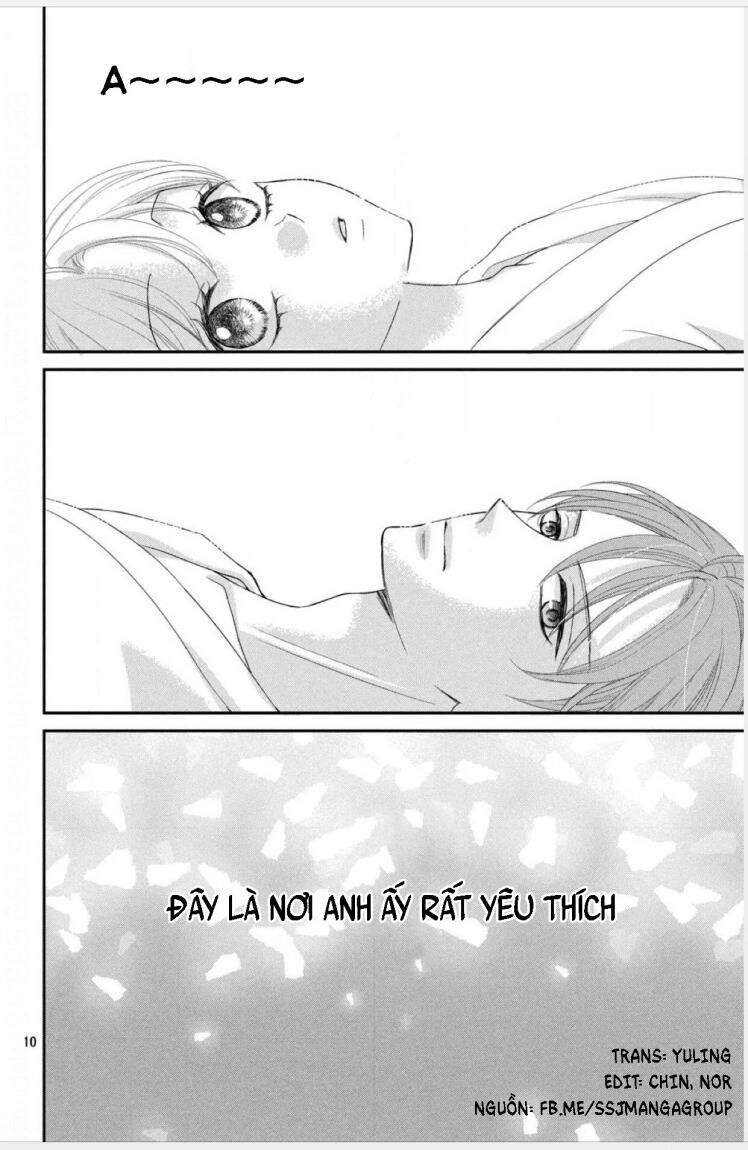 A~~~~~
ĐÂY LÀ NƠI ANH ẤY RẤT YÊU THÍCH
10
TRANS: YULING
EDIT: CHIN, NOR
NGUỒN: FB.ME/SSJMANGAGROUP